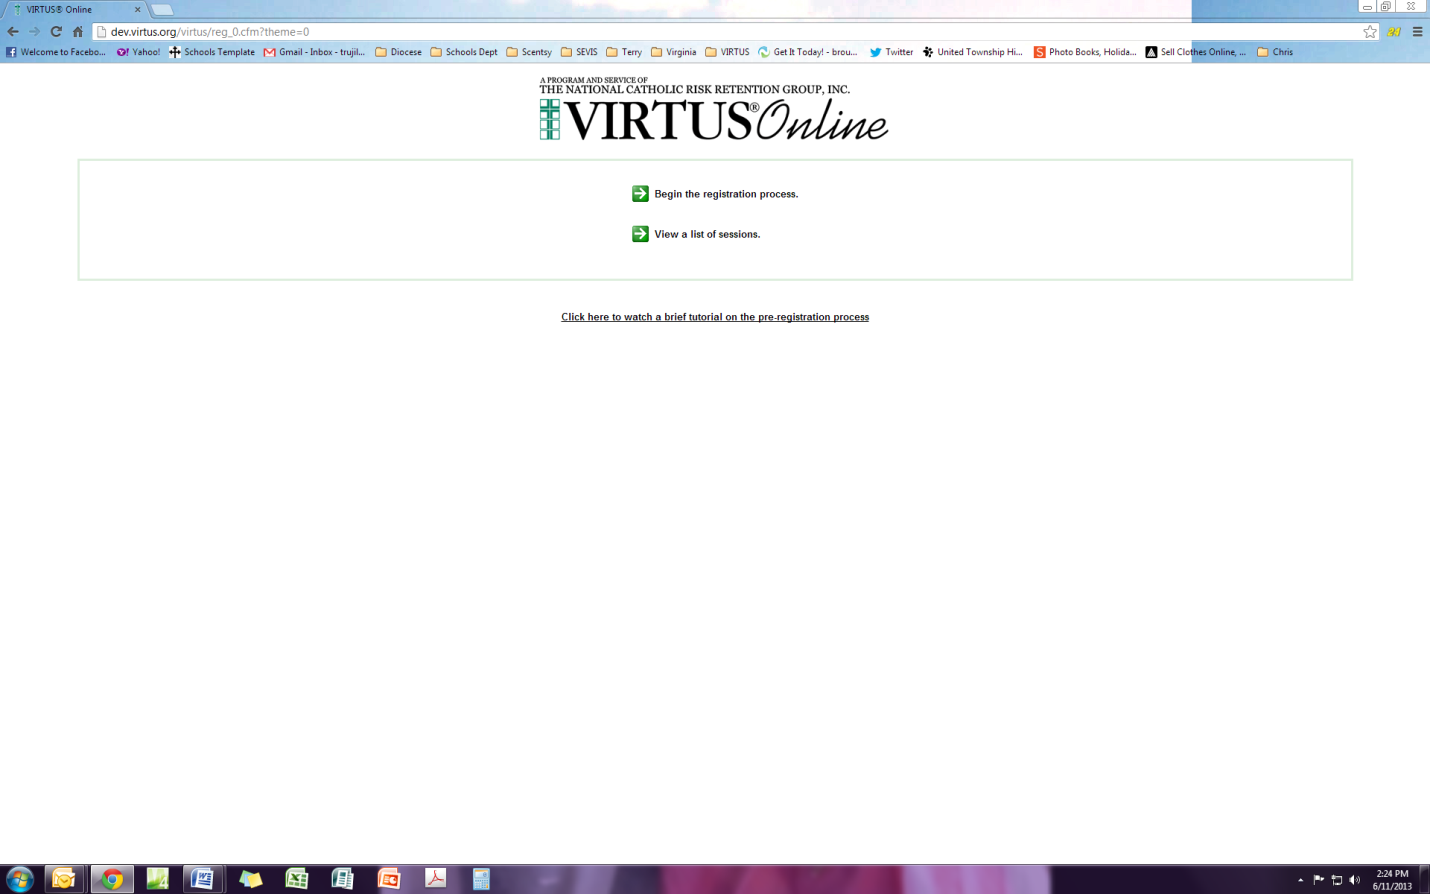 VIRTUS® Online
dev.virtus.org/virtus/reg_0.cfm?theme=0
24
Welcome to Facebo... Yahoo! Schools Template Gmail - Inbox - trujil... Diocese Schools Dept Scentsy SEVIS Terry Virginia VIRTUS Get It Today! - brou... Twitter United Township Hi... Photo Books, Holida... Sell Clothes Online, ... Chris
A PROGRAM AND SERVICE OF
THE NATIONAL CATHOLIC RISK RETENTION GROUP, INC.
VIRTUS® Online
Begin the registration process.
View a list of sessions.
Click here to watch a brief tutorial on the pre-registration process
2:24 PM
6/11/2013